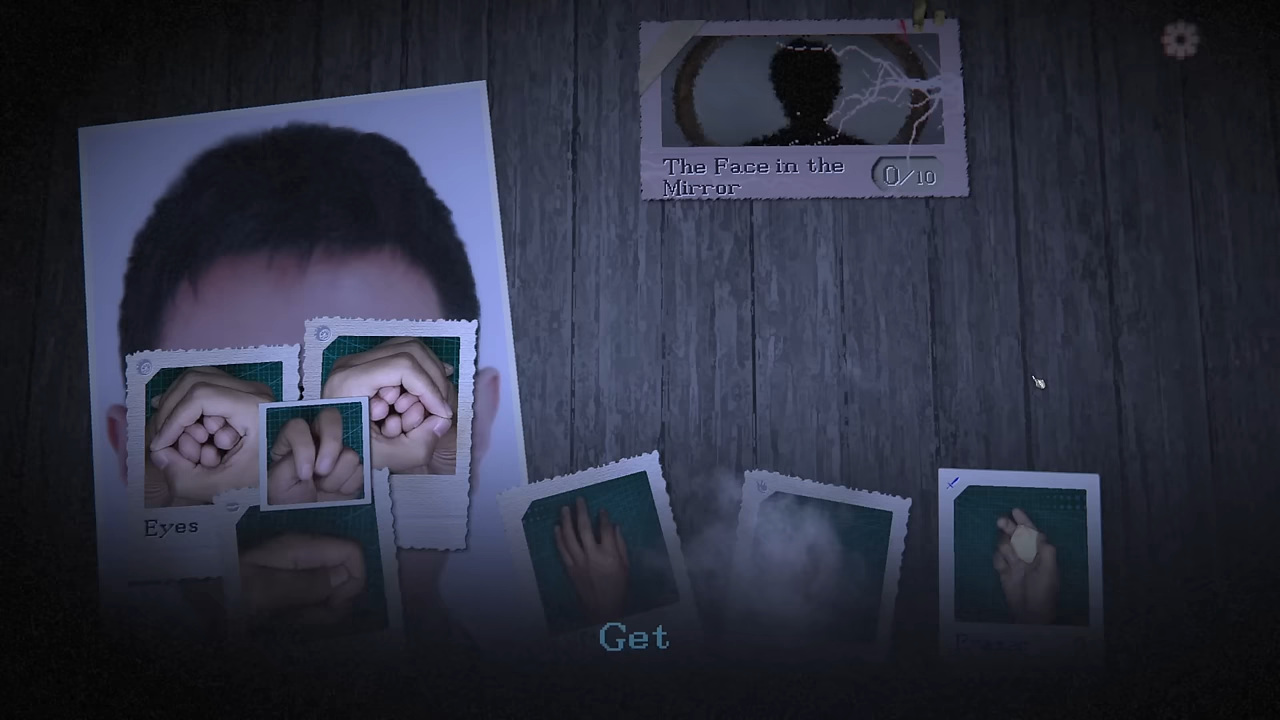 The Face in the
Mirror
0/10
Eyes
Get